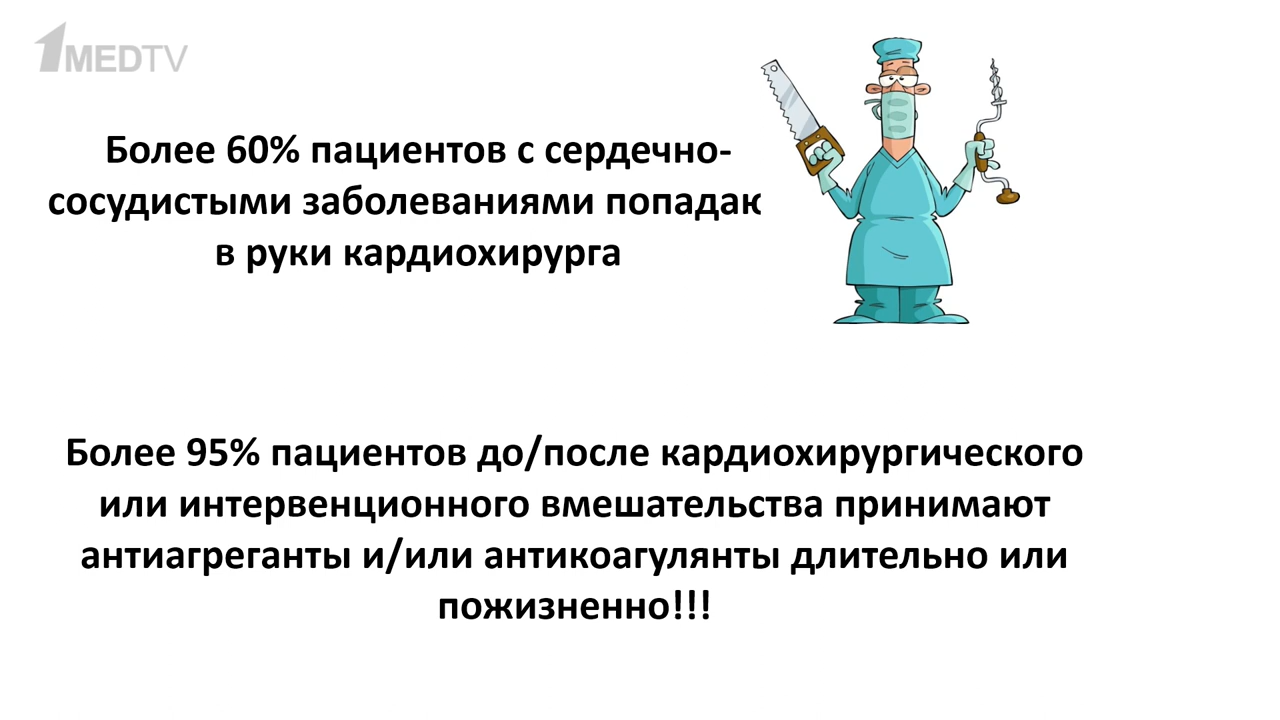 1MEDTV
Более 60% пациентов с сердечно-
сосудистыми заболеваниями попадак
в руки кардиохирурга
Более 95% пациентов до/после кардиохирургического
или интервенционного вмешательства принимают
антиагреганты и/или антикоагулянты длительно или
пожизненно!!!